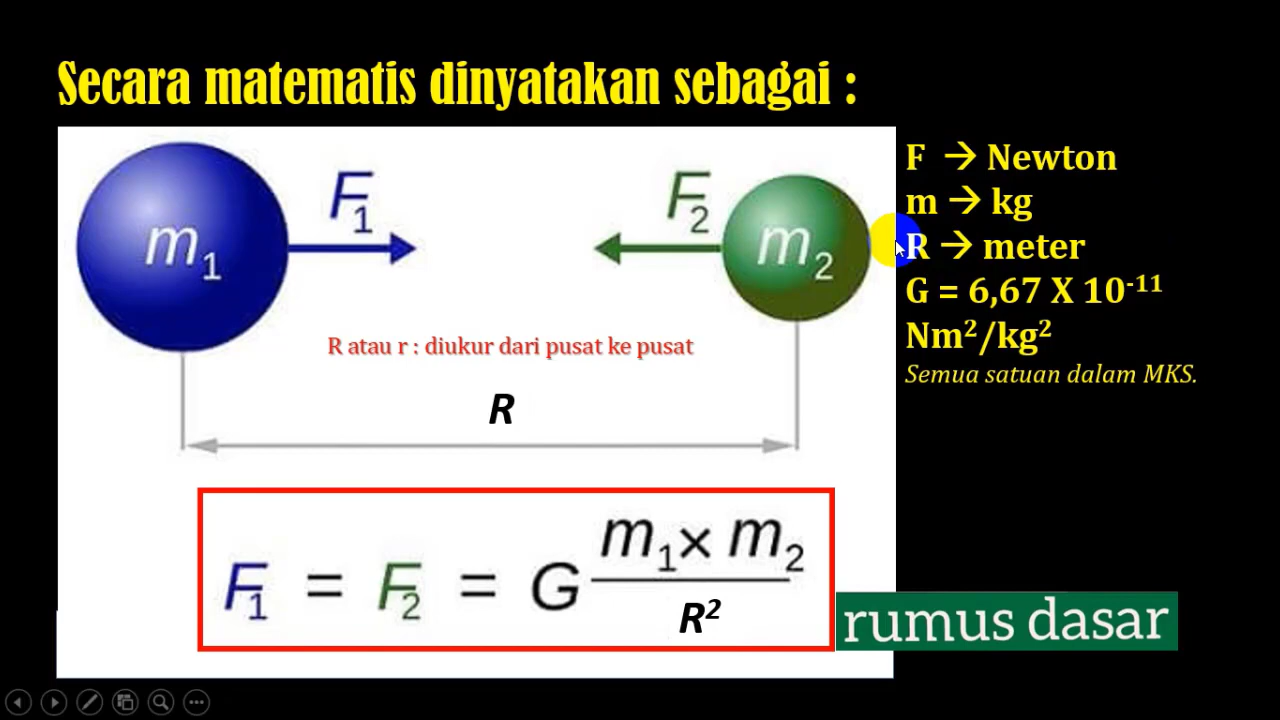 Secara matematis dinyatakan sebagai :
m₁
F₁
F₂
m₂
R atau r : diukur dari pusat ke pusat
R
F₁ = F₂ = G m₁ × m₂
R²
F → Newton
m → kg
R → meter
G = 6,67 X 10⁻¹¹
Nm²/kg²
Semua satuan dalam MKS.
rumus dasar